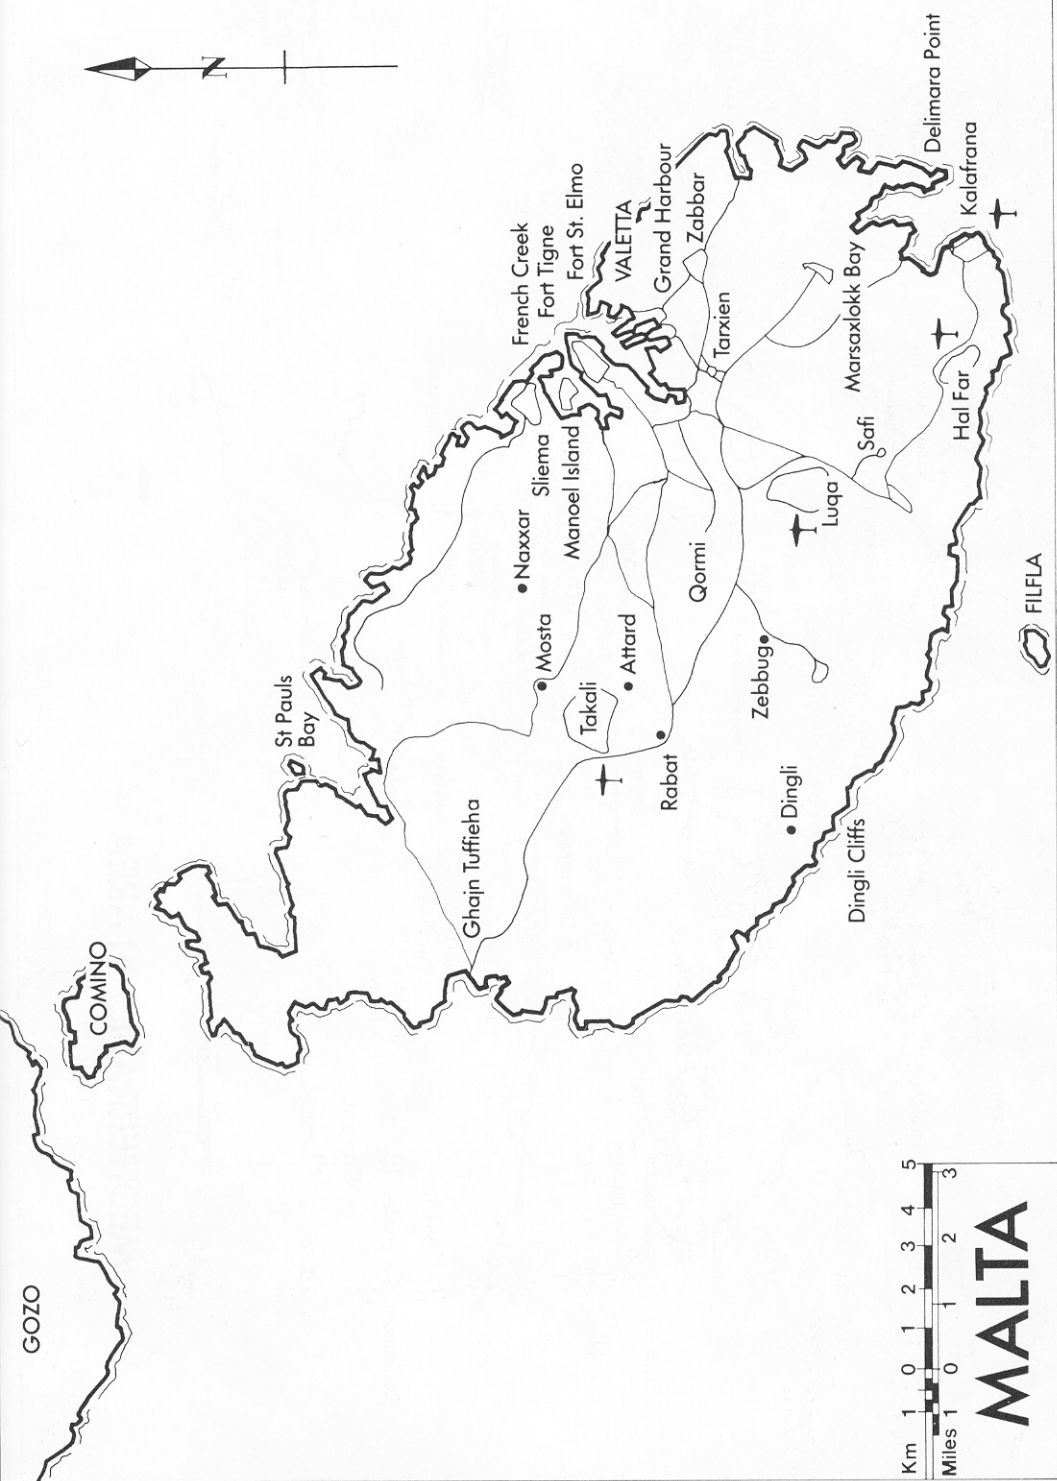 GOZO
COMINO
N
St Pauls
Bay
French Creek
Fort Tigne
Fort St. Elmo
VALETTA
Grand Harbour
Zabbar
Sliema
Manoel Island
Naxxar
Mosta
Attard
Takali
Ghajn Tuffieha
Rabat
Qormi
Tarxien
Zebbug
Luqa
Safi
Marsaxlokk Bay
Delimara Point
Kalafrana
Hal Far
Dingli
Dingli Cliffs
FILFLA
Km 1 0 1 2 3 4 5
Miles 1 0 1 2 3
MALTA